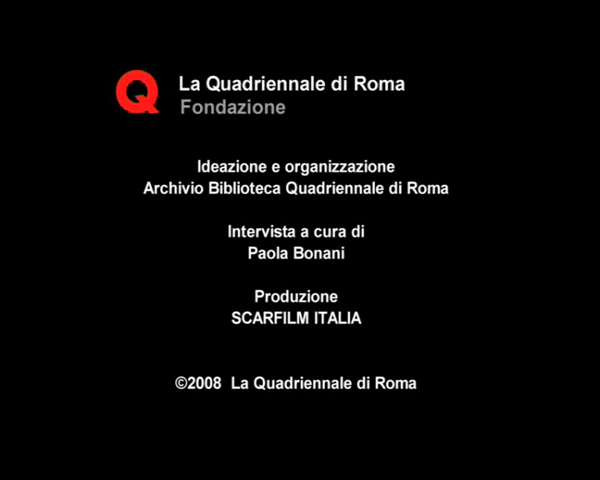 Q La Quadriennale di Roma
Fondazione
Ideazione e organizzazione
Archivio Biblioteca Quadriennale di Roma
Intervista a cura di
Paola Bonani
Produzione
SCARFILM ITALIA
©2008 La Quadriennale di Roma